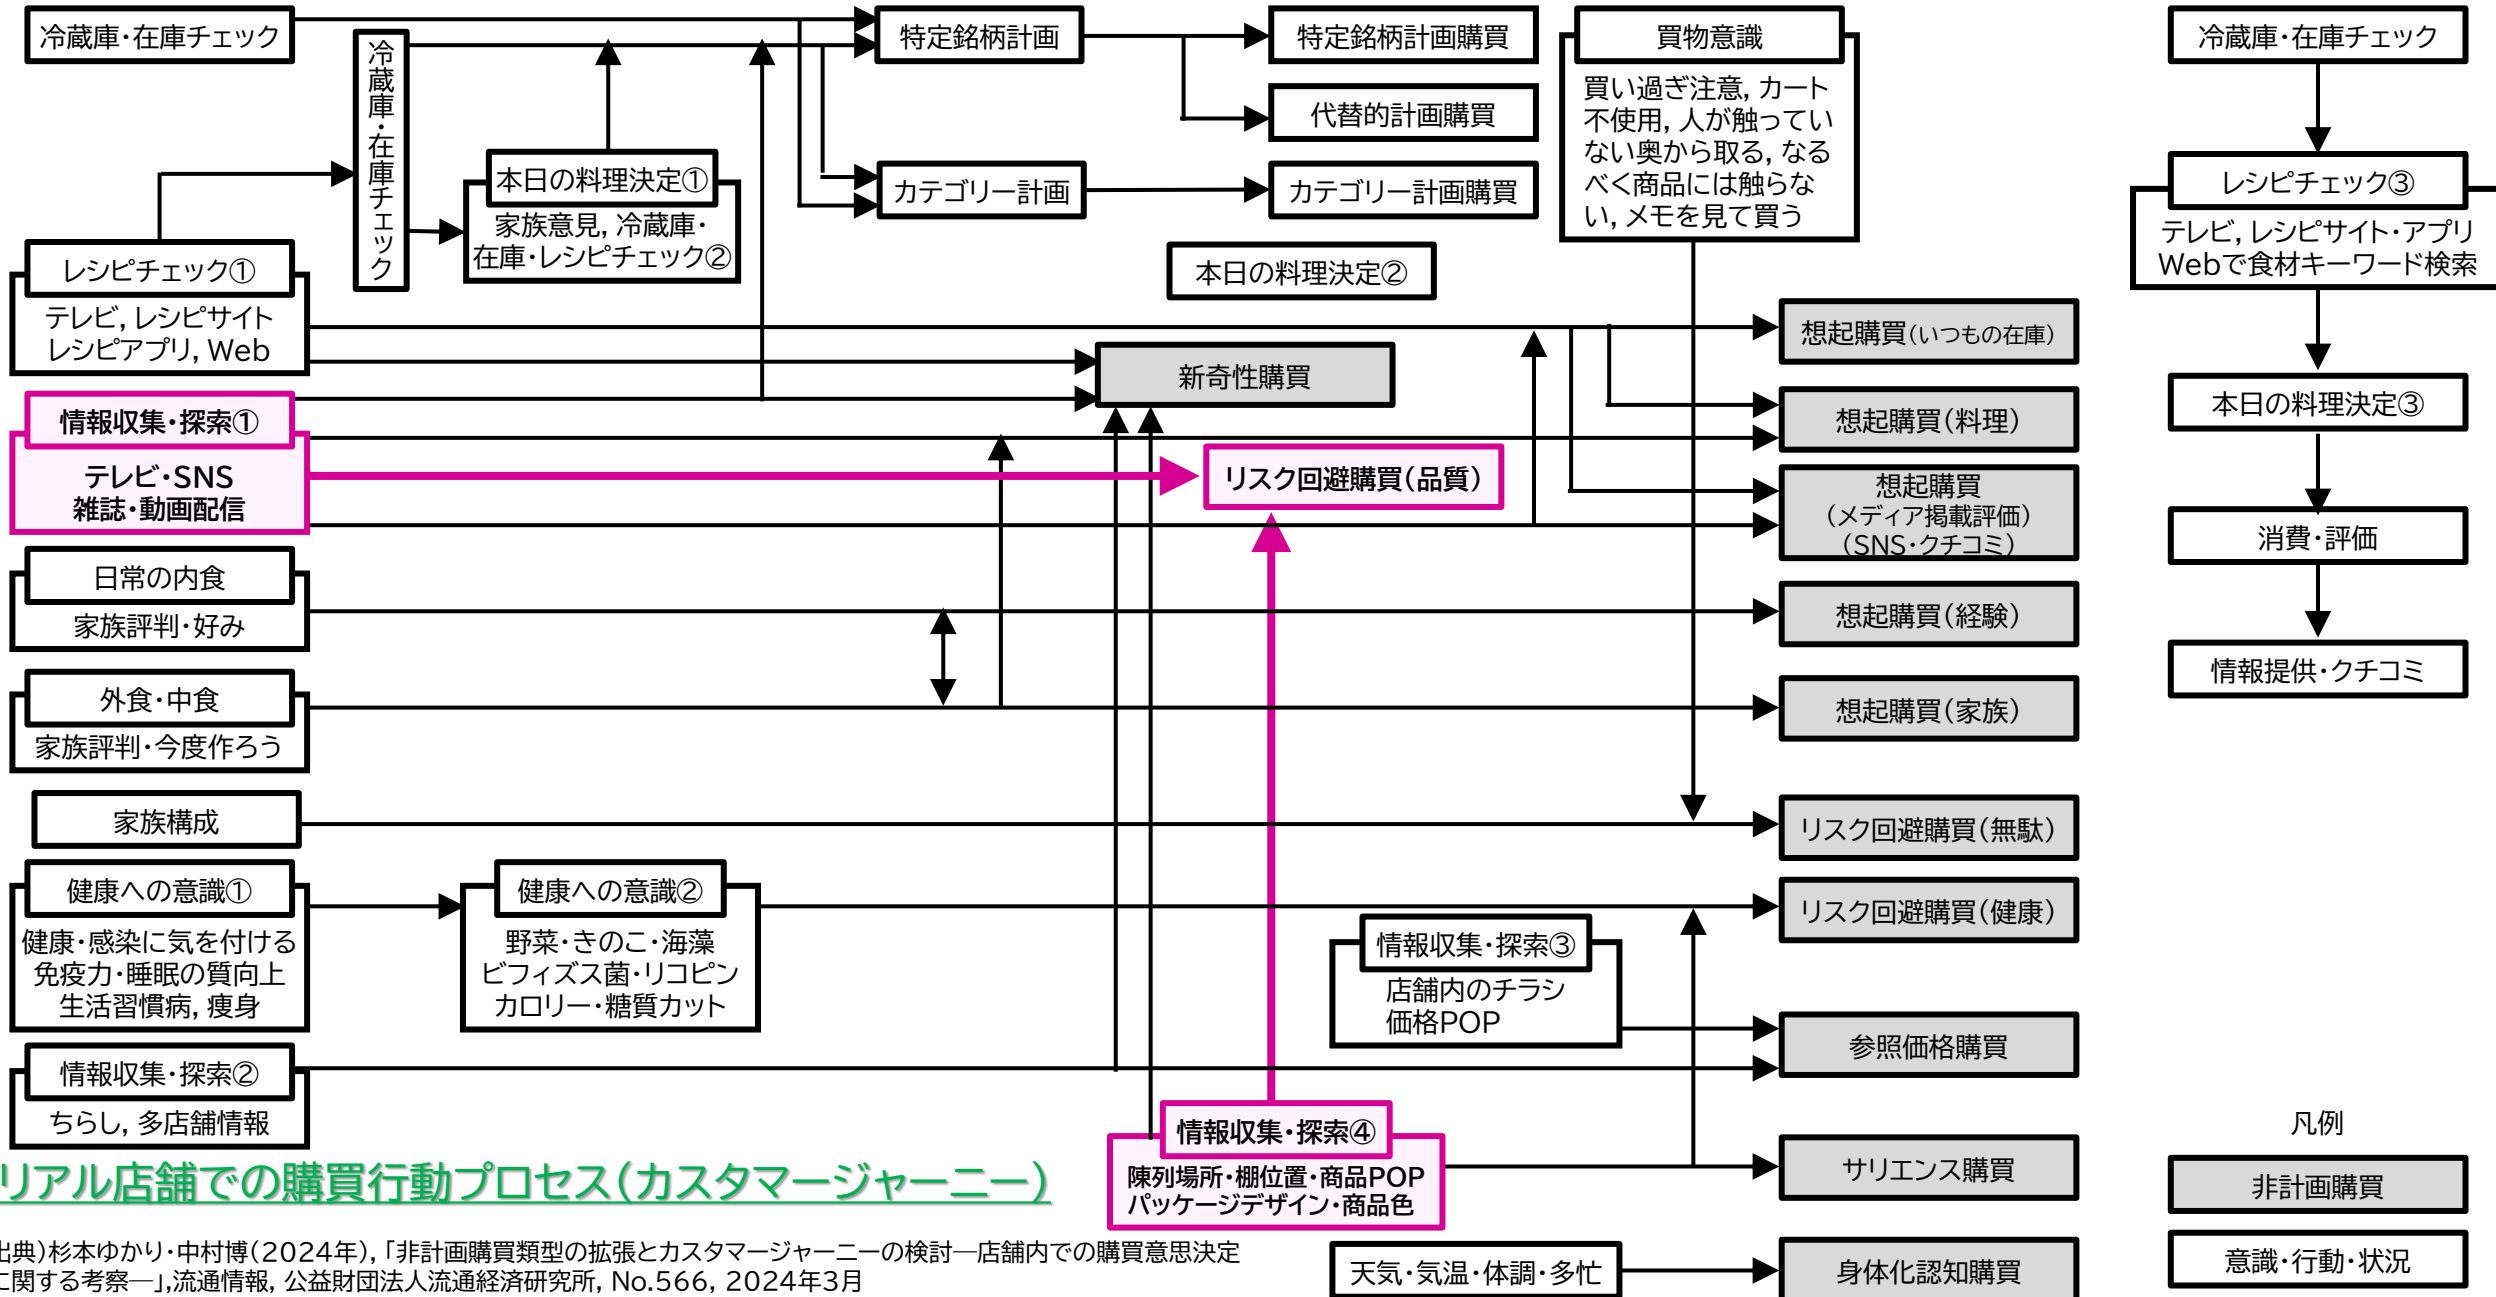 冷蔵庫・在庫チェック
特定銘柄計画
特定銘柄計画購買
買物意識
冷蔵庫・在庫チェック
冷蔵庫・在庫チェック
買い過ぎ注意, カート
不使用, 人が触ってい
ない奥から取る, なる
べく商品には触らな
い, メモを見て買う
代替的計画購買
本日の料理決定①
家族意見, 冷蔵庫・
在庫・レシピチェック②
カテゴリー計画
カテゴリー計画購買
レシピチェック③
テレビ, レシピサイト・アプリ
Webで食材キーワード検索
本日の料理決定②
レシピチェック①
テレビ, レシピサイト
レシピアプリ, Web
想起購買(いつもの在庫)
新奇性購買
情報収集・探索①
テレビ・SNS
雑誌・動画配信
想起購買(料理)
本日の料理決定③
リスク回避購買(品質)
想起購買
(メディア掲載評価)
(SNS・クチコミ)
消費・評価
日常の内食
家族評判・好み
想起購買(経験)
外食・中食
家族評判・今度作ろう
想起購買(家族)
情報提供・クチコミ
家族構成
リスク回避購買(無駄)
健康への意識①
健康・感染に気を付ける
免疫力・睡眠の質向上
生活習慣病, 痩身
健康への意識②
野菜・きのこ・海藻
ビフィズス菌・リコピン
カロリー・糖質カット
リスク回避購買(健康)
情報収集・探索③
店舗内のチラシ
価格POP
参照価格購買
情報収集・探索②
ちらし, 多店舗情報
情報収集・探索④
陳列場所・棚位置・商品POP
パッケージデザイン・商品色
サリエンス購買
凡例
非計画購買
意識・行動・状況
リアル店舗での購買行動プロセス(カスタマージャーニー)
出典)杉本ゆかり・中村博(2024年), 「非計画購買類型の拡張とカスタマージャーニーの検討―店舗内での購買意思決定
に関する考察―」,流通情報, 公益財団法人流通経済研究所, No.566, 2024年3月
天気・気温・体調・多忙
身体化認知購買